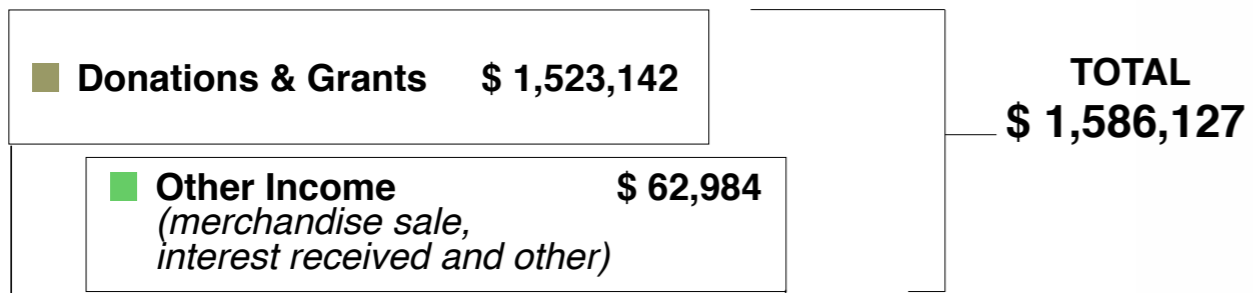 Donations & Grants $ 1,523,142
TOTAL
$ 1,586,127
Other Income $ 62,984
(merchandise sale,
interest received and other)